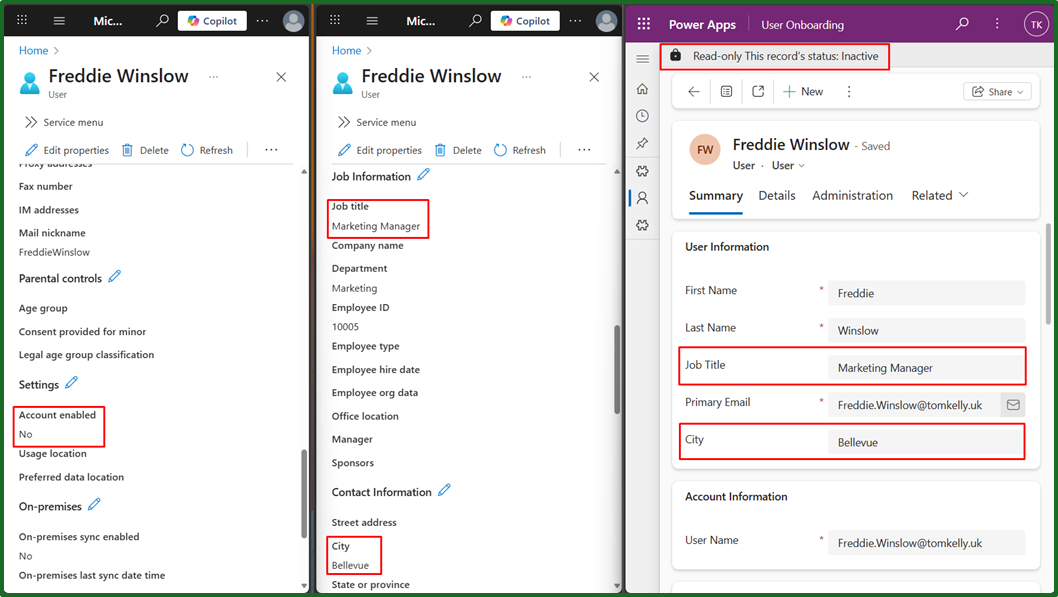 Mic...
Copilot
...
Home
Freddie Winslow
...
User
Service menu
Edit properties
Delete
Refresh
...
Proxy addresses
Fax number
IM addresses
Mail nickname
FreddieWinslow
Parental controls
Age group
Consent provided for minor
Legal age group classification
Settings
Account enabled
No
Usage location
Preferred data location
On-premises
On-premises sync enabled
No
On-premises last sync date time
Mic...
Copilot
...
Home
Freddie Winslow
...
User
Service menu
Edit properties
Delete
Refresh
...
Job Information
Job title
Marketing Manager
Company name
Department
Marketing
Employee ID
10005
Employee type
Employee hire date
Employee org data
Office location
Manager
Sponsors
Contact Information
Street address
City
Bellevue
State or province
Power Apps User Onboarding
TK
Read-only This record's status: Inactive
New
Share
FW
Freddie Winslow - Saved
User · User
Summary Details Administration Related
User Information
First Name * Freddie
Last Name * Winslow
Job Title Marketing Manager
Primary Email * Freddie.Winslow@tomkelly.uk
City Bellevue
Account Information
User Name * Freddie.Winslow@tomkelly.uk